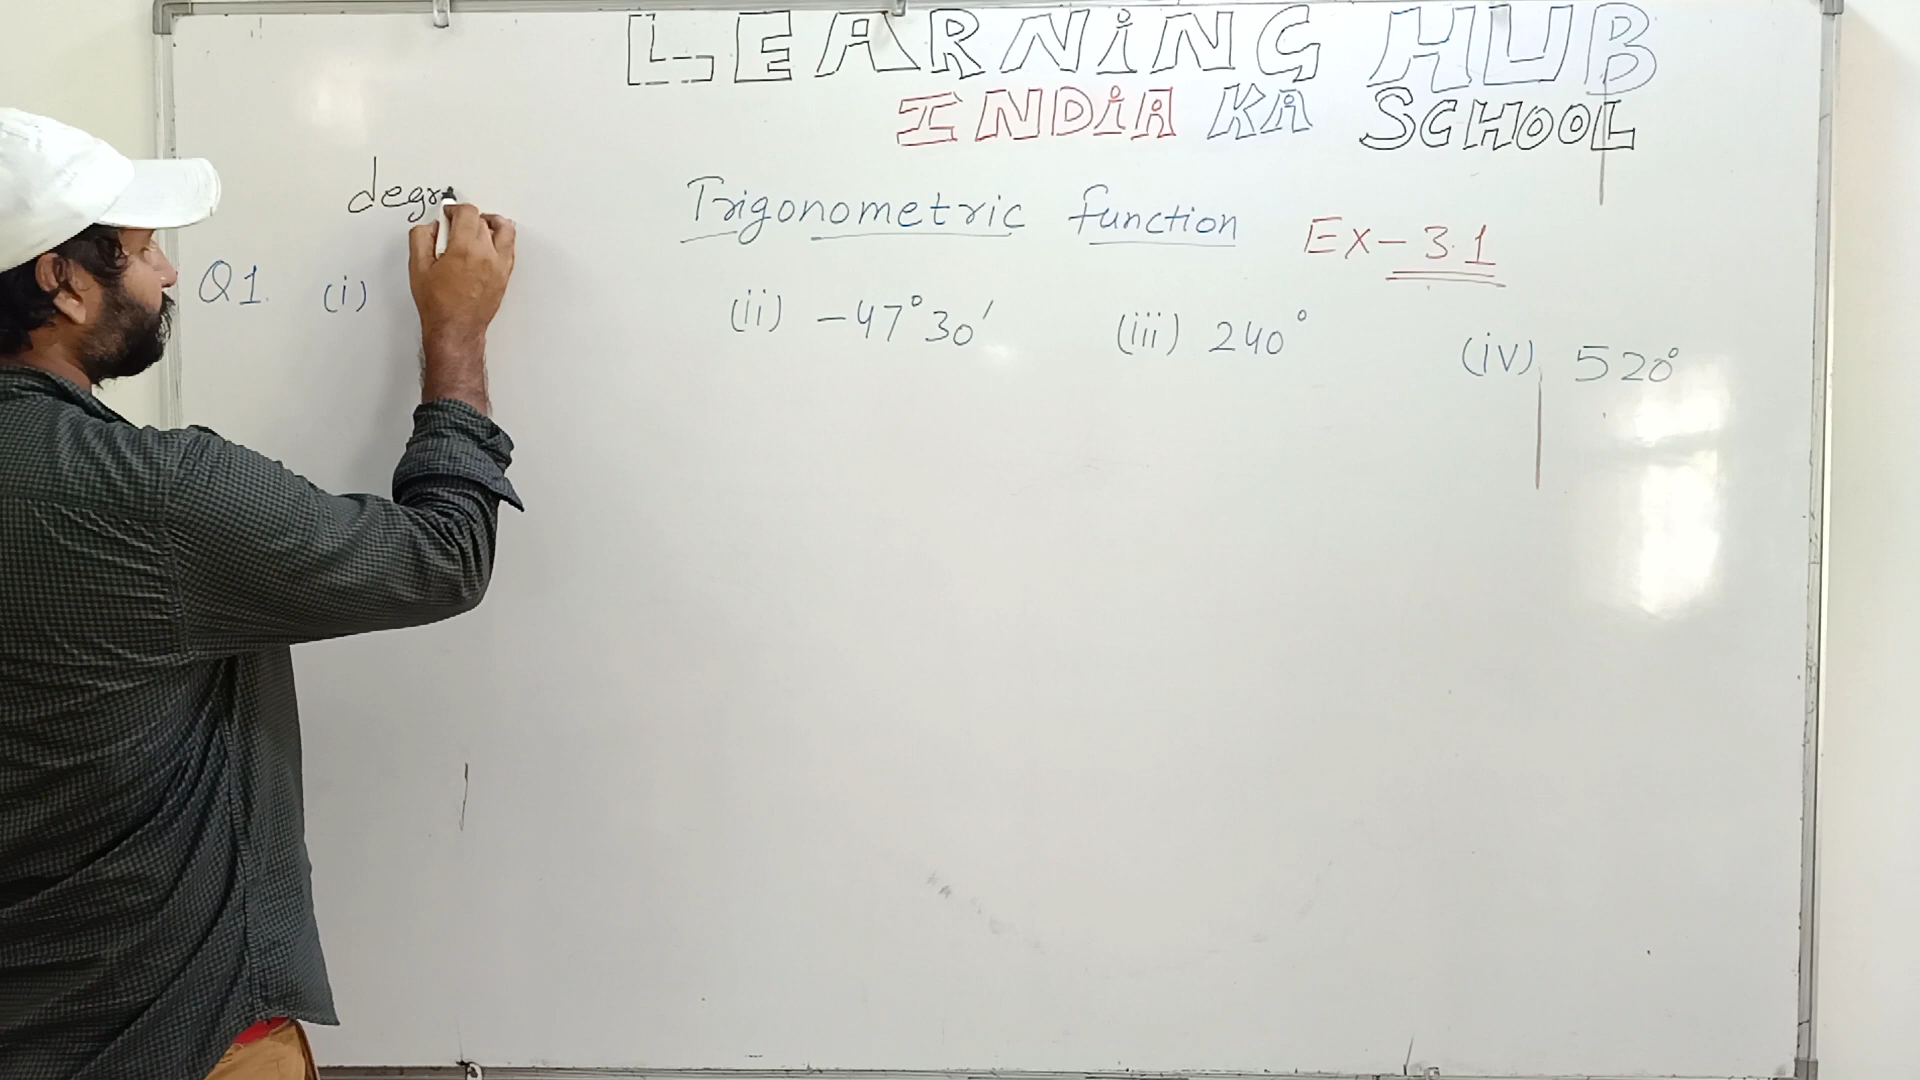 LEARNiNG HUB
INDiA KA SCHOOL
degr
Trigonometric function Ex-3.1
Q1. (i) (ii) -47°30′ (iii) 240° (iv) 520°